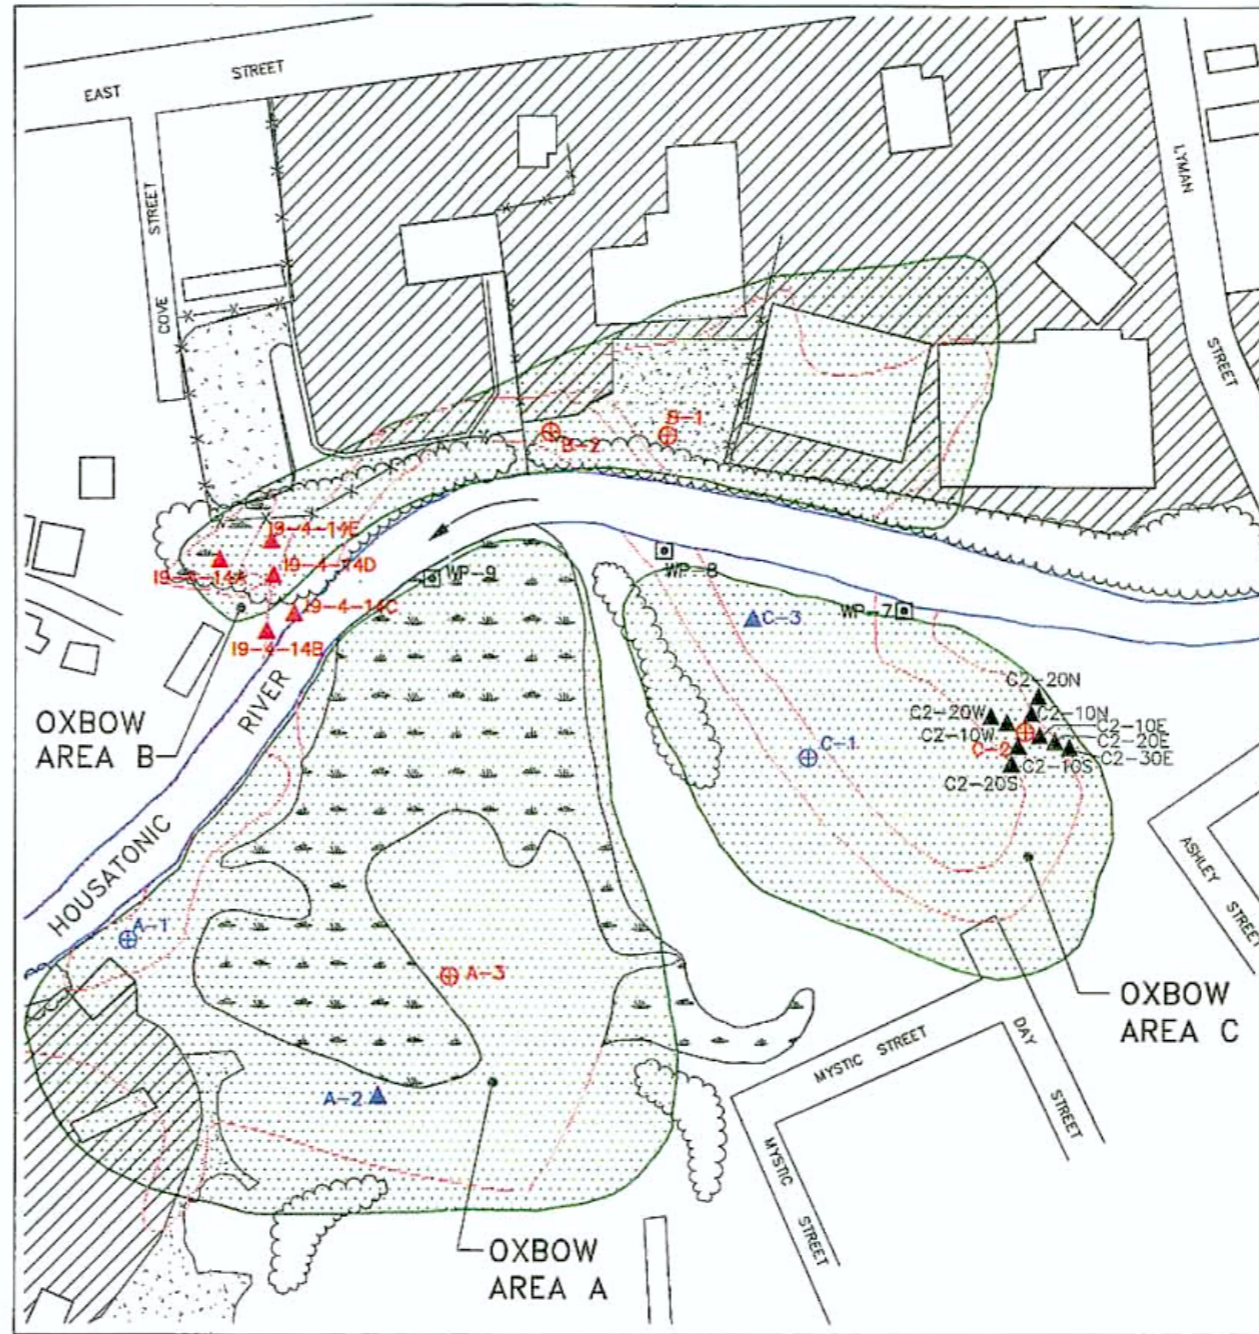 EAST STREET
COVE STREET
LYMAN STREET
B-1
B-2
I9-4-14E
I9-4-14D
I9-4-14C
I9-4-14B
WP-9
WP-8
WP-7
C-3
C-1
C2-20N
C2-20W
C2-10N
C2-10W
C2-10E
C-2
C2-20E
C2-10S
C2-30E
C2-20S
OXBOW
AREA B
HOUSATONIC RIVER
A-1
A-3
A-2
ASHLEY STREET
OXBOW
AREA C
MYSTIC STREET
DAY STREET
MYSTIC STREET
OXBOW
AREA A